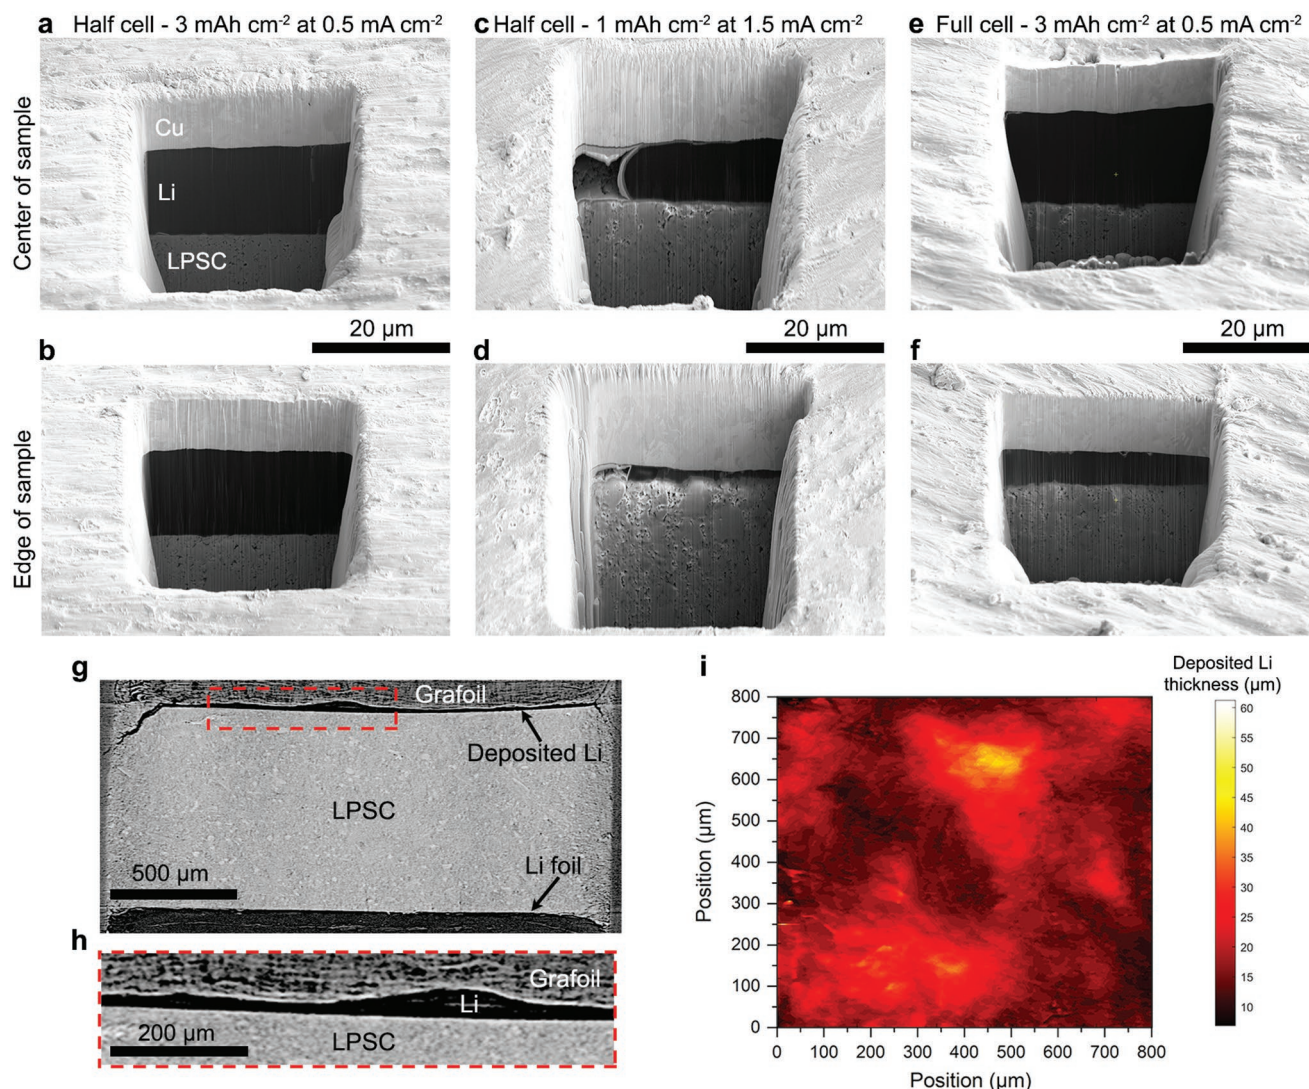 a Half cell - 3 mAh cm⁻² at 0.5 mA cm⁻²
c Half cell - 1 mAh cm⁻² at 1.5 mA cm⁻²
e Full cell - 3 mAh cm⁻² at 0.5 mA cm⁻²
Center of sample
Cu
Li
LPSC
20 µm
20 µm
20 µm
b
d
f
Edge of sample
g
Grafoil
Deposited Li
LPSC
500 µm
Li foil
h
Grafoil
Li
200 µm
LPSC
i
Deposited Li
thickness (µm)
800
700
600
500
400
300
200
100
0
Position (µm)
0 100 200 300 400 500 600 700 800
Position (µm)
60
55
50
45
40
35
30
25
20
15
10